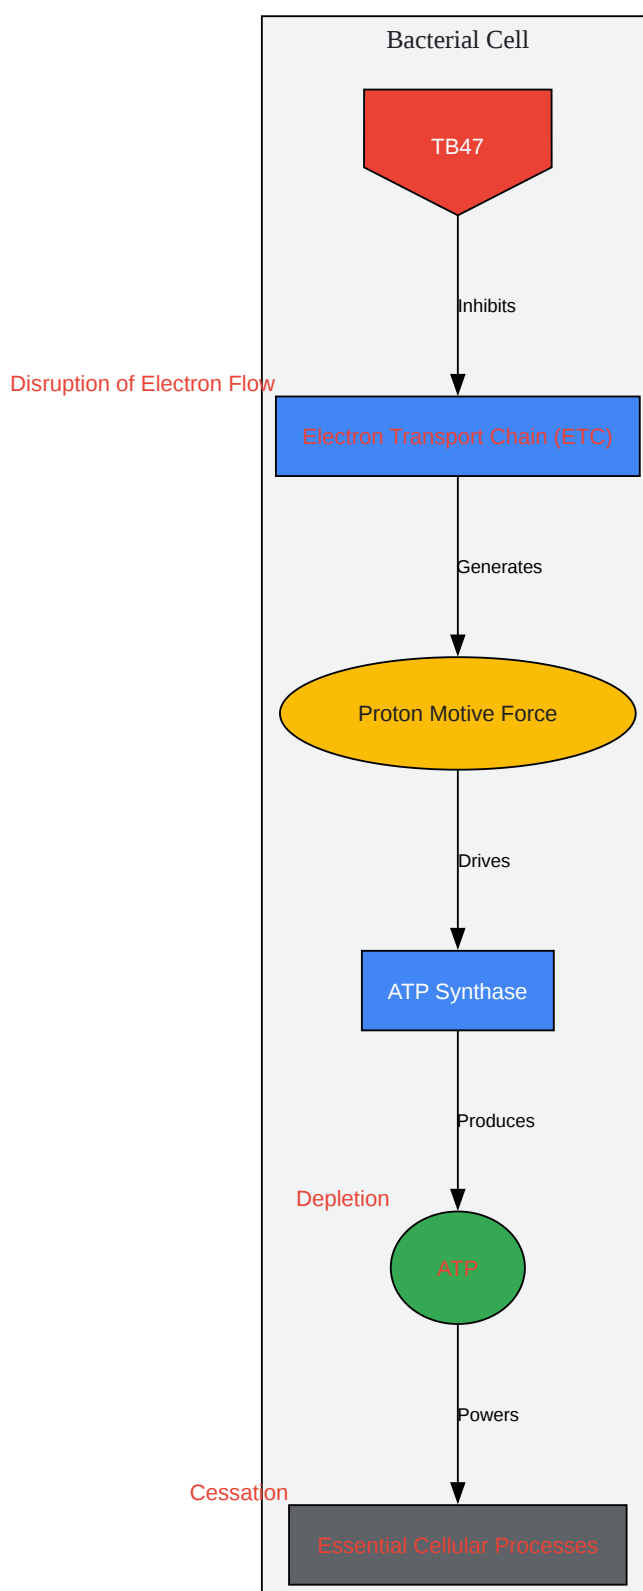 Bacterial Cell
TB47
Inhibits
Disruption of Electron Flow
Electron Transport Chain (ETC)
Generates
Proton Motive Force
Drives
ATP Synthase
Produces
Depletion
ATP
Powers
Cessation
Essential Cellular Processes